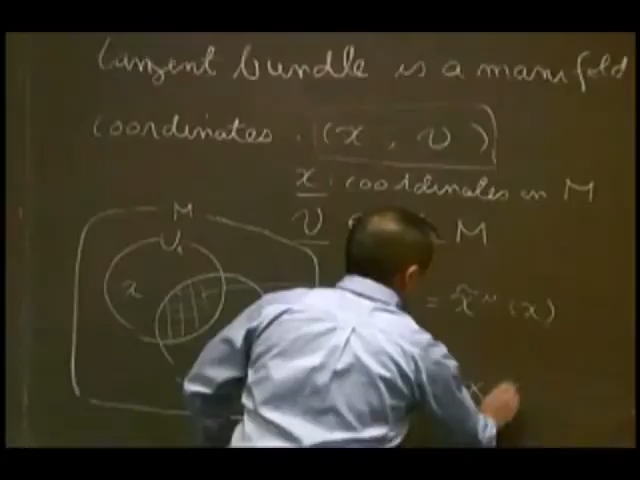 tangent bundle is a manifold
coordinates . (x , v)
x : coordinates in M
v M
M
U₁
x
= x̃^μ (x)
x